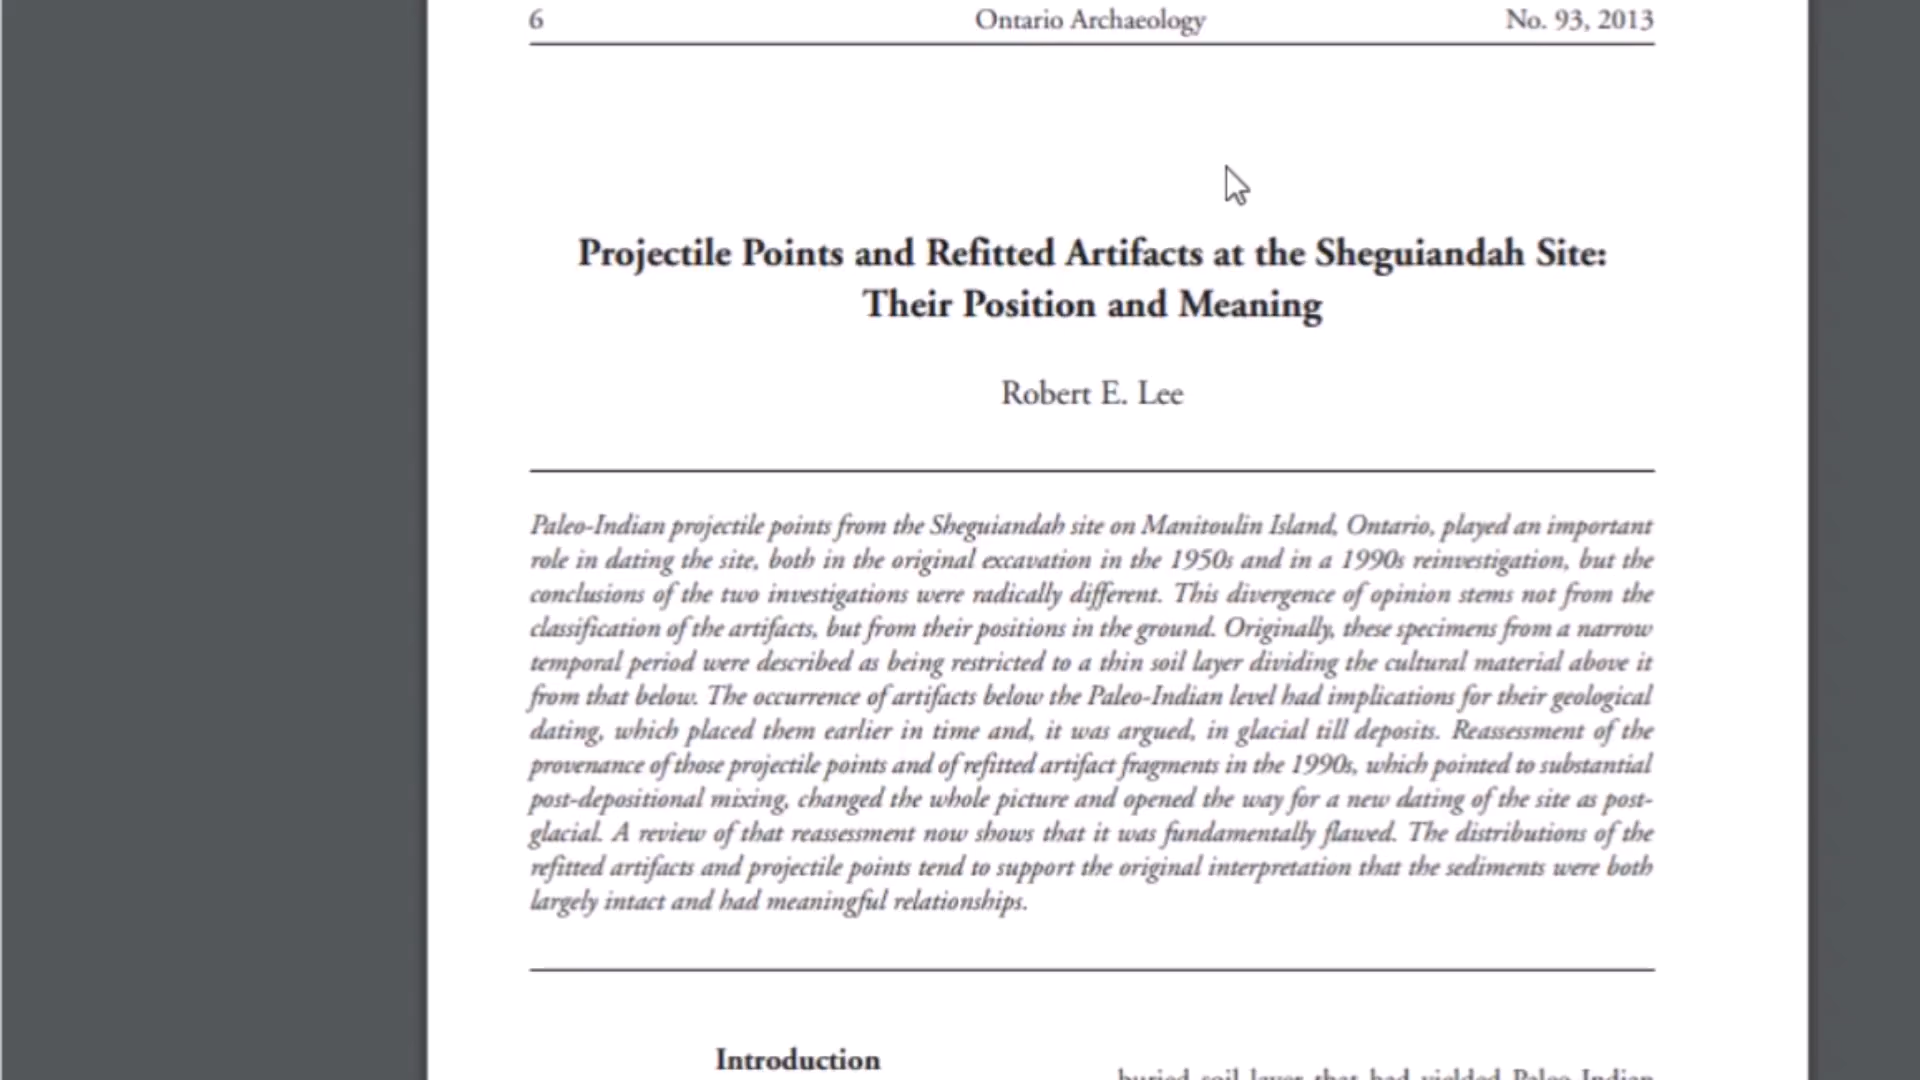 6 Ontario Archaeology No. 93, 2013
Projectile Points and Refitted Artifacts at the Sheguiandah Site:
Their Position and Meaning
Robert E. Lee
Paleo-Indian projectile points from the Sheguiandah site on Manitoulin Island, Ontario, played an important
role in dating the site, both in the original excavation in the 1950s and in a 1990s reinvestigation, but the
conclusions of the two investigations were radically different. This divergence of opinion stems not from the
classification of the artifacts, but from their positions in the ground. Originally, these specimens from a narrow
temporal period were described as being restricted to a thin soil layer dividing the cultural material above it
from that below. The occurrence of artifacts below the Paleo-Indian level had implications for their geological
dating, which placed them earlier in time and, it was argued, in glacial till deposits. Reassessment of the
provenance of those projectile points and of refitted artifact fragments in the 1990s, which pointed to substantial
post-depositional mixing, changed the whole picture and opened the way for a new dating of the site as post-
glacial. A review of that reassessment now shows that it was fundamentally flawed. The distributions of the
refitted artifacts and projectile points tend to support the original interpretation that the sediments were both
largely intact and had meaningful relationships.
Introduction
buried soil layer that had yielded Paleo-Indian